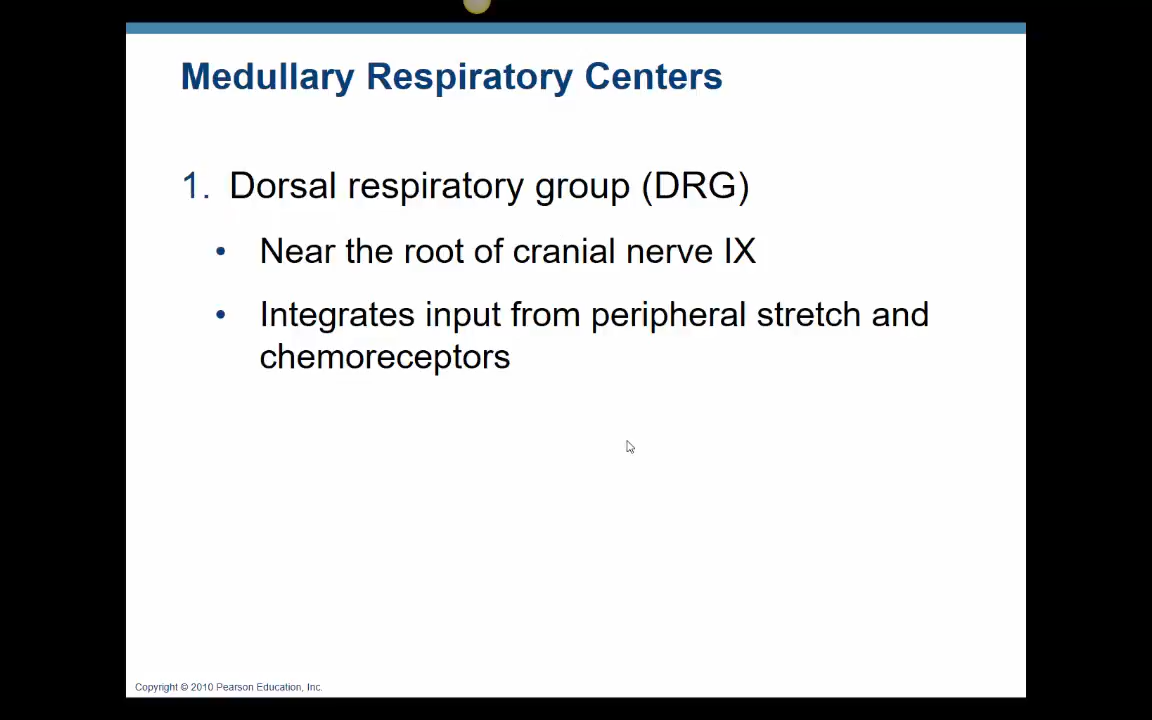 Medullary Respiratory Centers
1. Dorsal respiratory group (DRG)
• Near the root of cranial nerve IX
• Integrates input from peripheral stretch and
chemoreceptors
Copyright © 2010 Pearson Education, Inc.